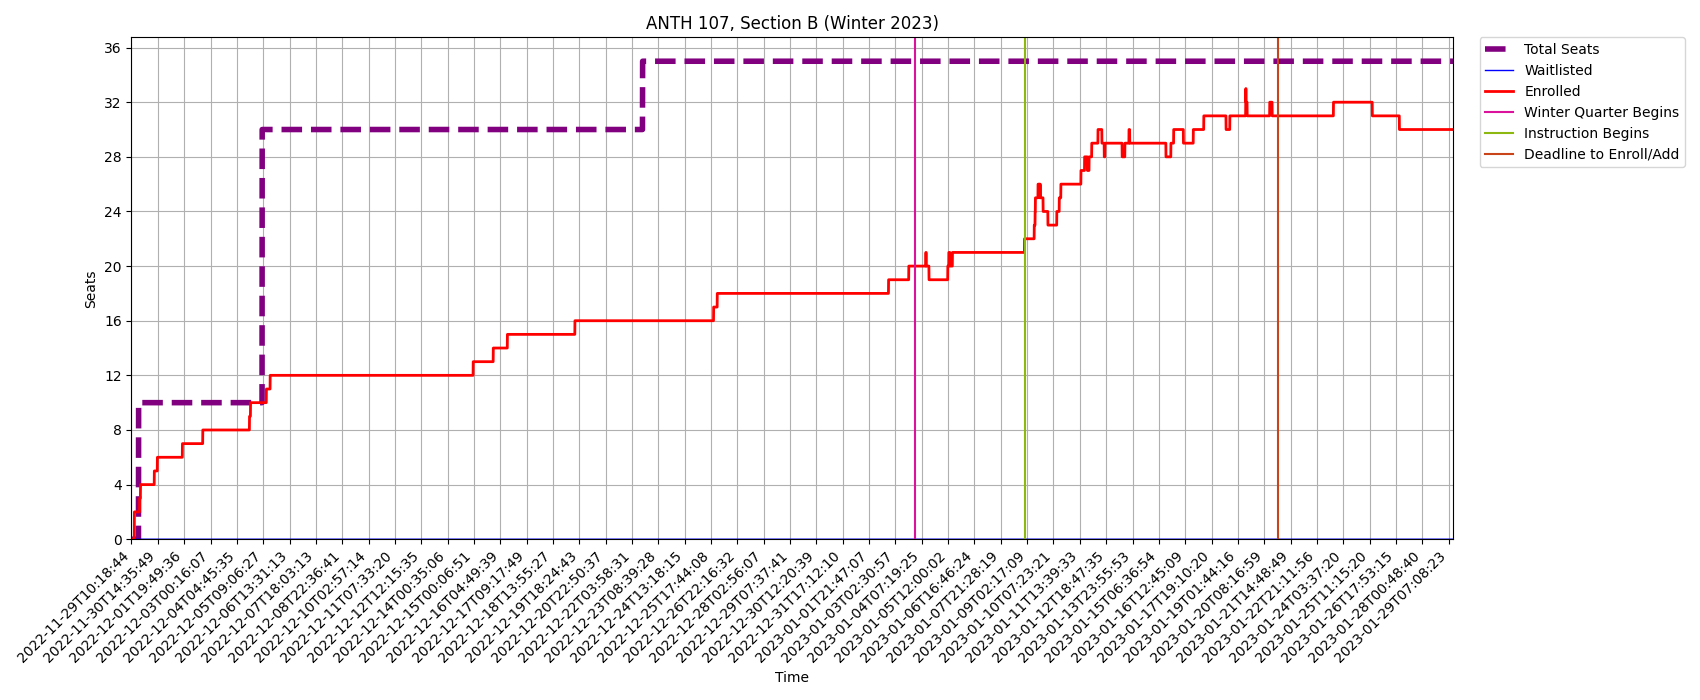 ANTH 107, Section B (Winter 2023)
Total Seats
Waitlisted
Enrolled
Winter Quarter Begins
Instruction Begins
Deadline to Enroll/Add
Seats
36
32
28
24
20
16
12
8
4
0
2022-11-29T10:18:44
2022-11-30T14:35:49
2022-12-01T19:49:36
2022-12-03T00:16:07
2022-12-04T04:45:35
2022-12-05T09:06:27
2022-12-06T13:31:13
2022-12-07T18:03:13
2022-12-08T22:36:41
2022-12-10T02:57:14
2022-12-11T07:33:20
2022-12-12T12:15:35
2022-12-14T00:35:06
2022-12-15T00:06:51
2022-12-16T04:49:39
2022-12-17T09:17:49
2022-12-18T13:55:27
2022-12-19T18:24:43
2022-12-20T22:50:37
2022-12-22T03:58:31
2022-12-23T08:39:28
2022-12-24T13:18:15
2022-12-25T17:44:08
2022-12-26T22:16:32
2022-12-28T02:56:07
2022-12-29T07:37:41
2022-12-30T12:20:39
2022-12-31T17:12:10
2023-01-01T21:47:07
2023-01-03T02:30:57
2023-01-04T07:19:25
2023-01-05T12:00:02
2023-01-06T16:46:24
2023-01-07T21:28:19
2023-01-09T02:17:09
2023-01-10T07:23:21
2023-01-11T13:39:33
2023-01-12T18:47:35
2023-01-13T23:55:53
2023-01-15T06:36:54
2023-01-16T12:45:09
2023-01-17T19:10:20
2023-01-19T01:44:16
2023-01-20T08:16:59
2023-01-21T14:48:49
2023-01-22T21:11:56
2023-01-24T03:37:20
2023-01-25T11:15:20
2023-01-26T17:53:15
2023-01-28T00:48:40
2023-01-29T07:08:23
Time